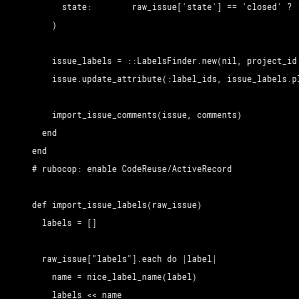 state:        raw_issue['state'] == 'closed' ?
)
issue_labels = ::LabelsFinder.new(nil, project_id
issue.update_attribute(:label_ids, issue_labels.pl
import_issue_comments(issue, comments)
end
end
# rubocop: enable CodeReuse/ActiveRecord
def import_issue_labels(raw_issue)
labels = []
raw_issue["labels"].each do |label|
name = nice_label_name(label)
labels << name